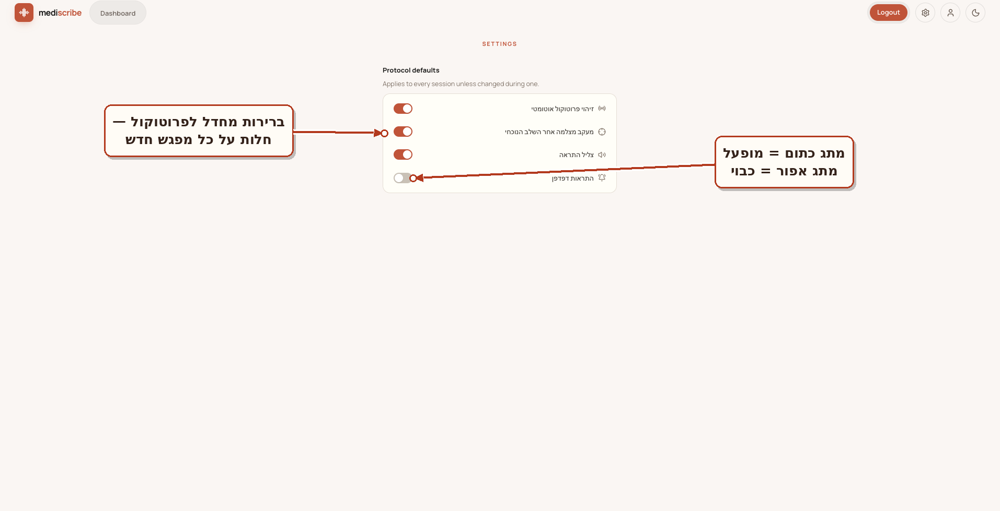 mediscribe
Dashboard
Logout
SETTINGS
Protocol defaults
Applies to every session unless changed during one.
זיהוי פרוטוקול אוטומטי
מעקב מצלמה אחר השלב הנוכחי
צליל התראה
התראות דפדפן
ברירות מחדל לפרוטוקול —
חלות על כל מפגש חדש
מתג כתום = מופעל
מתג אפור = כבוי